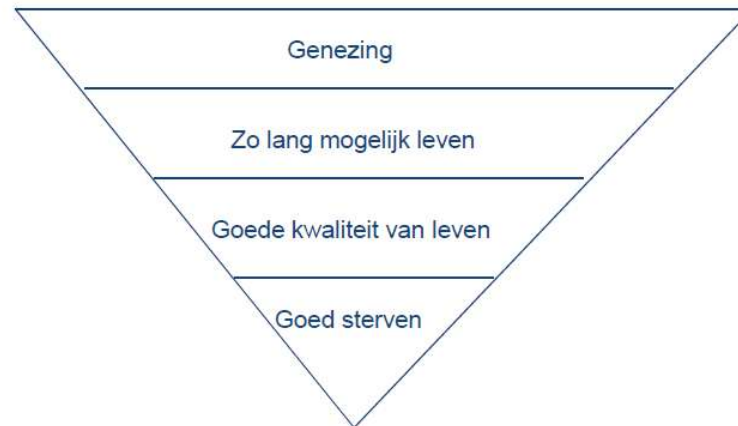 Genezing
Zo lang mogelijk leven
Goede kwaliteit van leven
Goed sterven